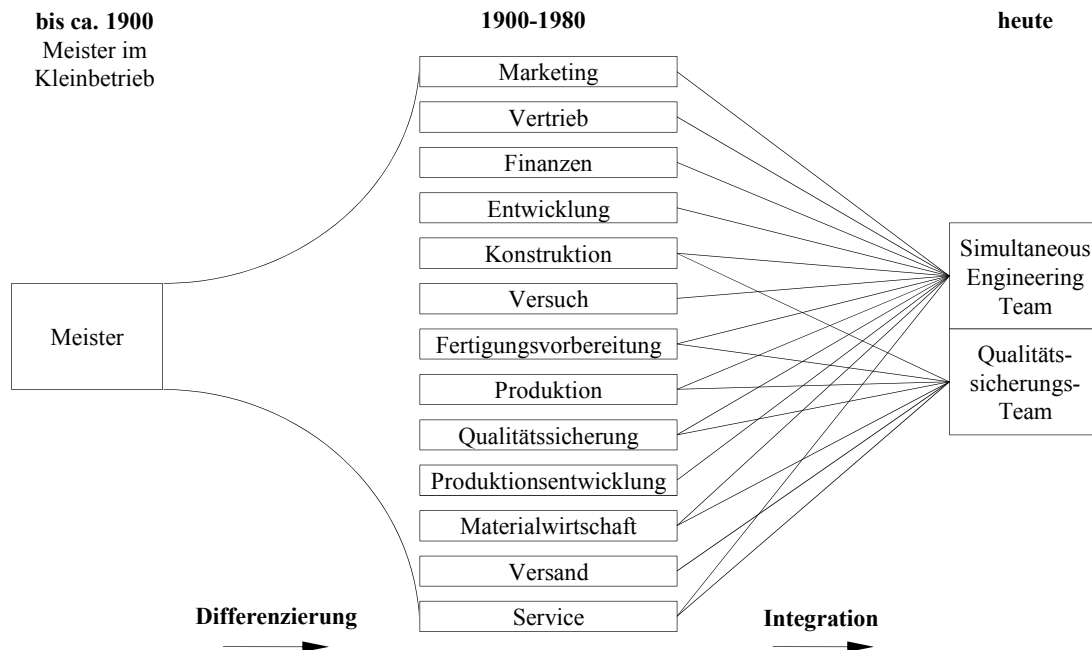 bis ca. 1900
Meister im
Kleinbetrieb
1900-1980
heute
Marketing
Vertrieb
Finanzen
Entwicklung
Konstruktion
Versuch
Fertigungsvorbereitung
Produktion
Qualitätssicherung
Produktionsentwicklung
Materialwirtschaft
Versand
Service
Meister
Simultaneous
Engineering
Team
Qualitäts-
sicherungs-
Team
Differenzierung
Integration